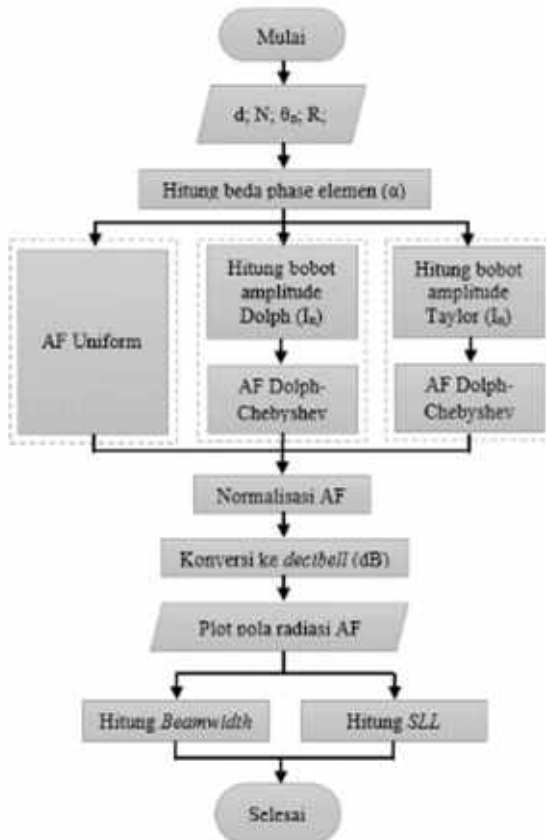 Mulai
d; N; θ₀; R;
Hitung beda phase elemen (α)
AF Uniform
Hitung bobot
amplitude
Dolph (Iₙ)
AF Dolph-
Chebyshev
Hitung bobot
amplitude
Taylor (Iₙ)
AF Dolph-
Chebyshev
Normalisasi AF
Konversi ke decibell (dB)
Plot pola radiasi AF
Hitung Beamwidth
Hitung SLL
Selesai